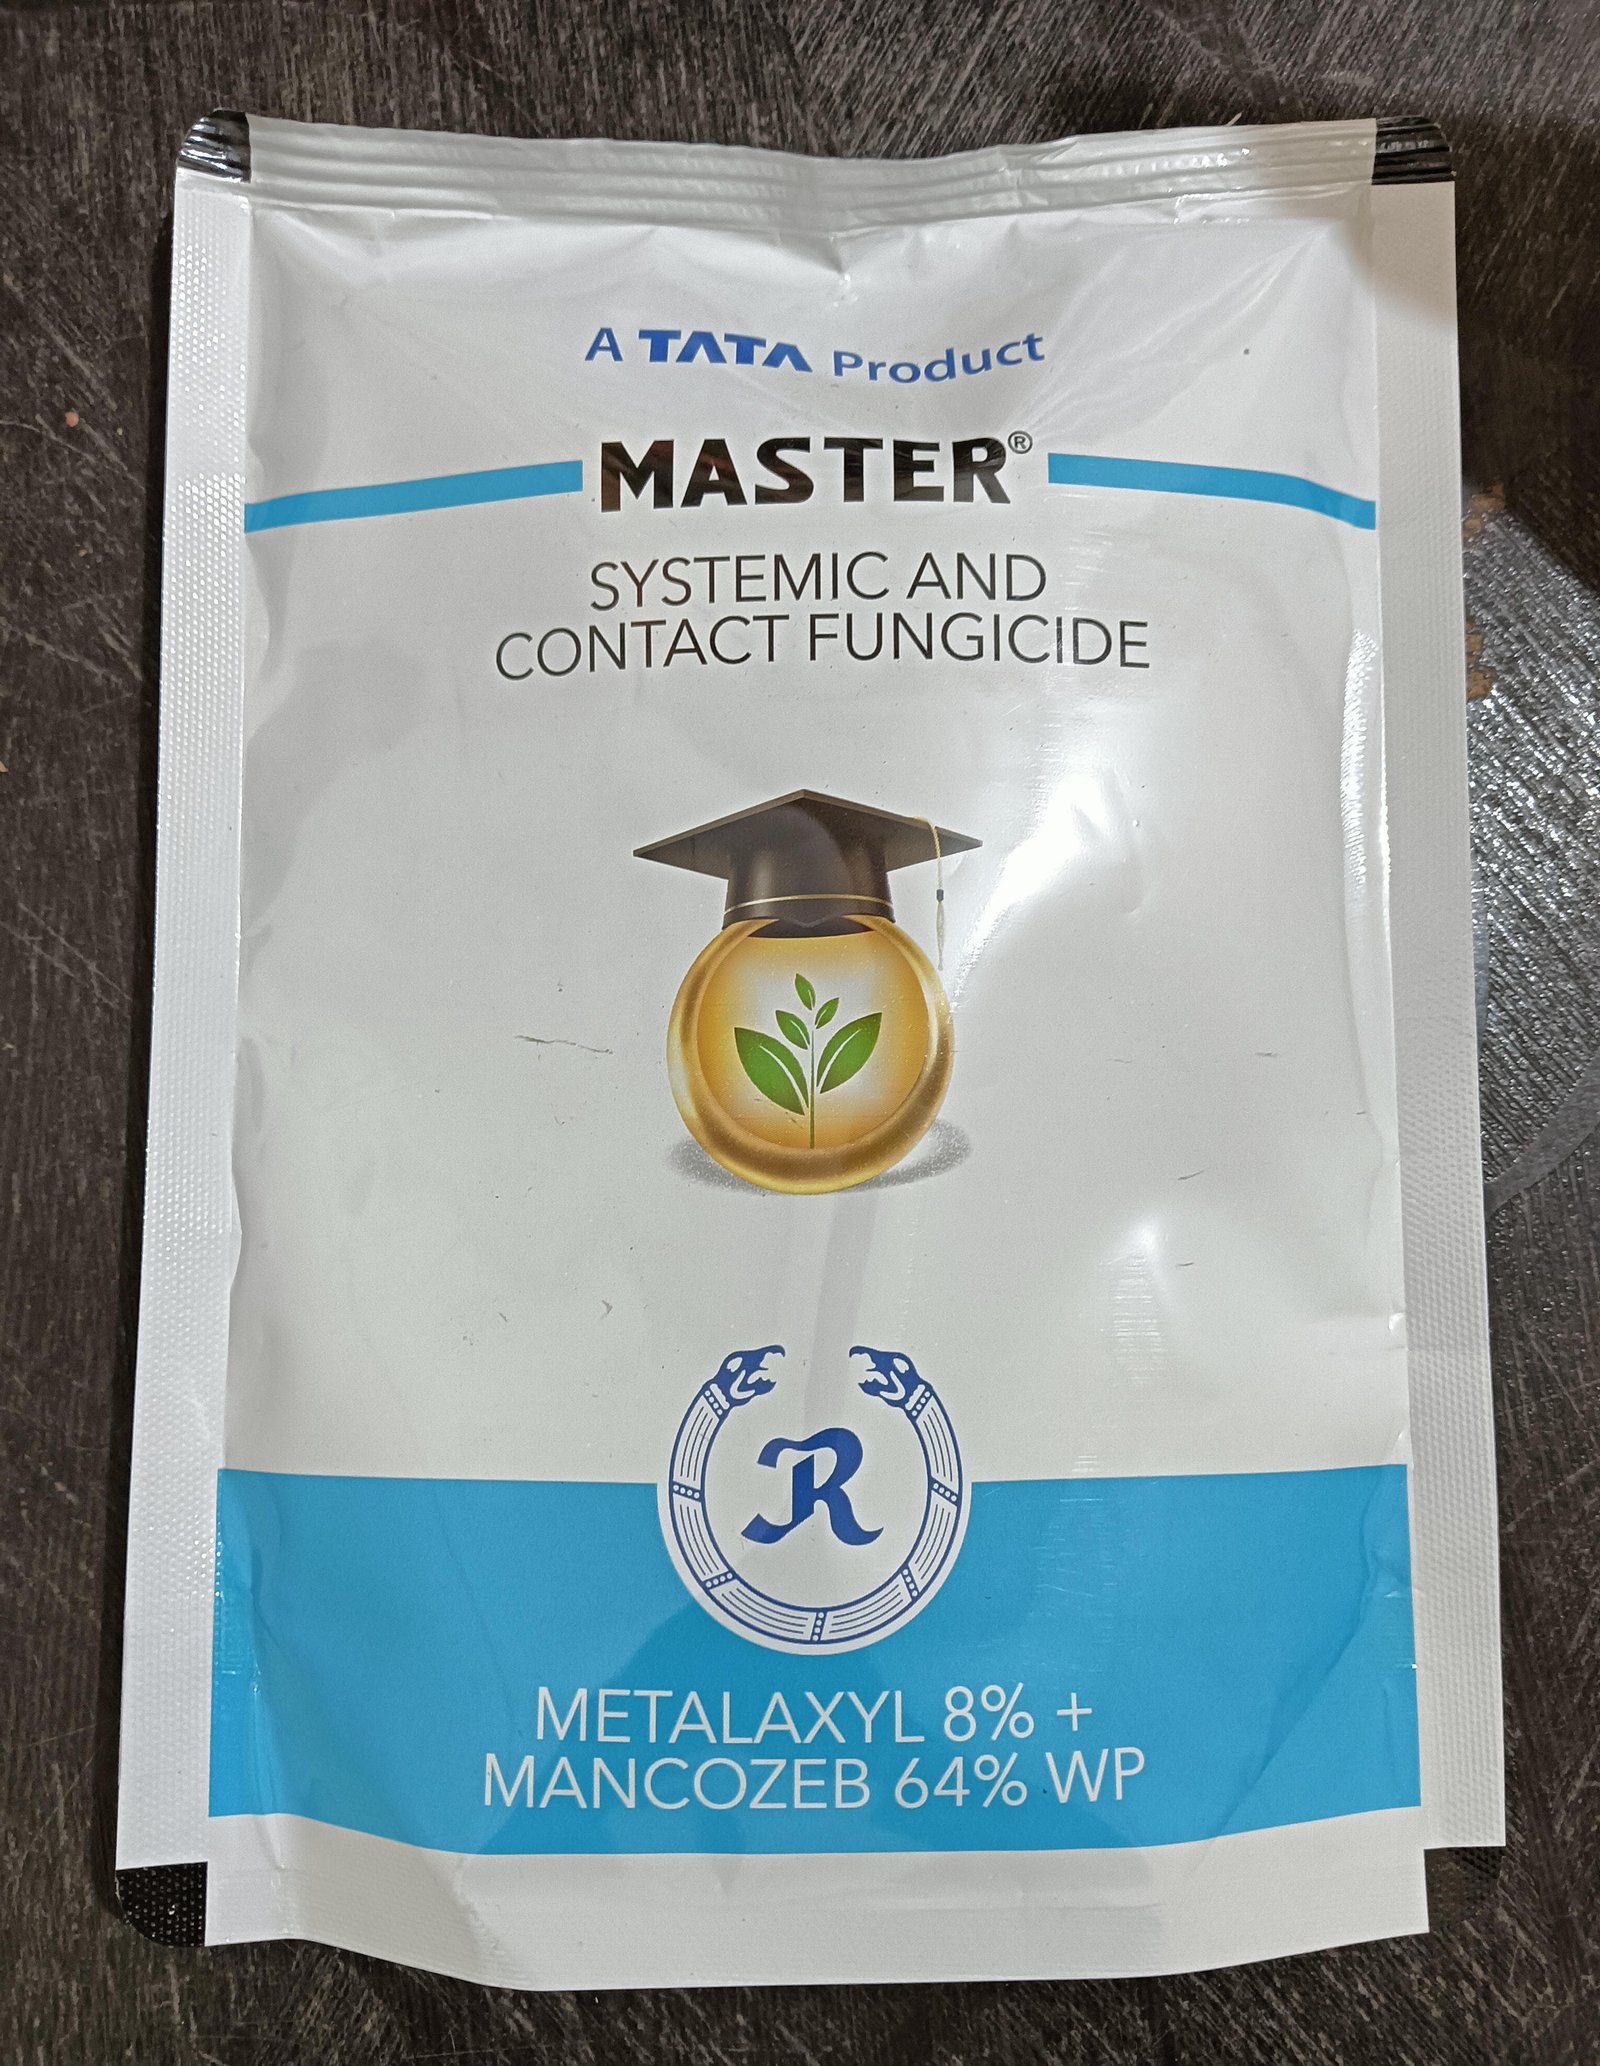 A TATA Product
MASTER®
SYSTEMIC AND
CONTACT FUNGICIDE
R
METALAXYL 8% +
MANCOZEB 64% WP